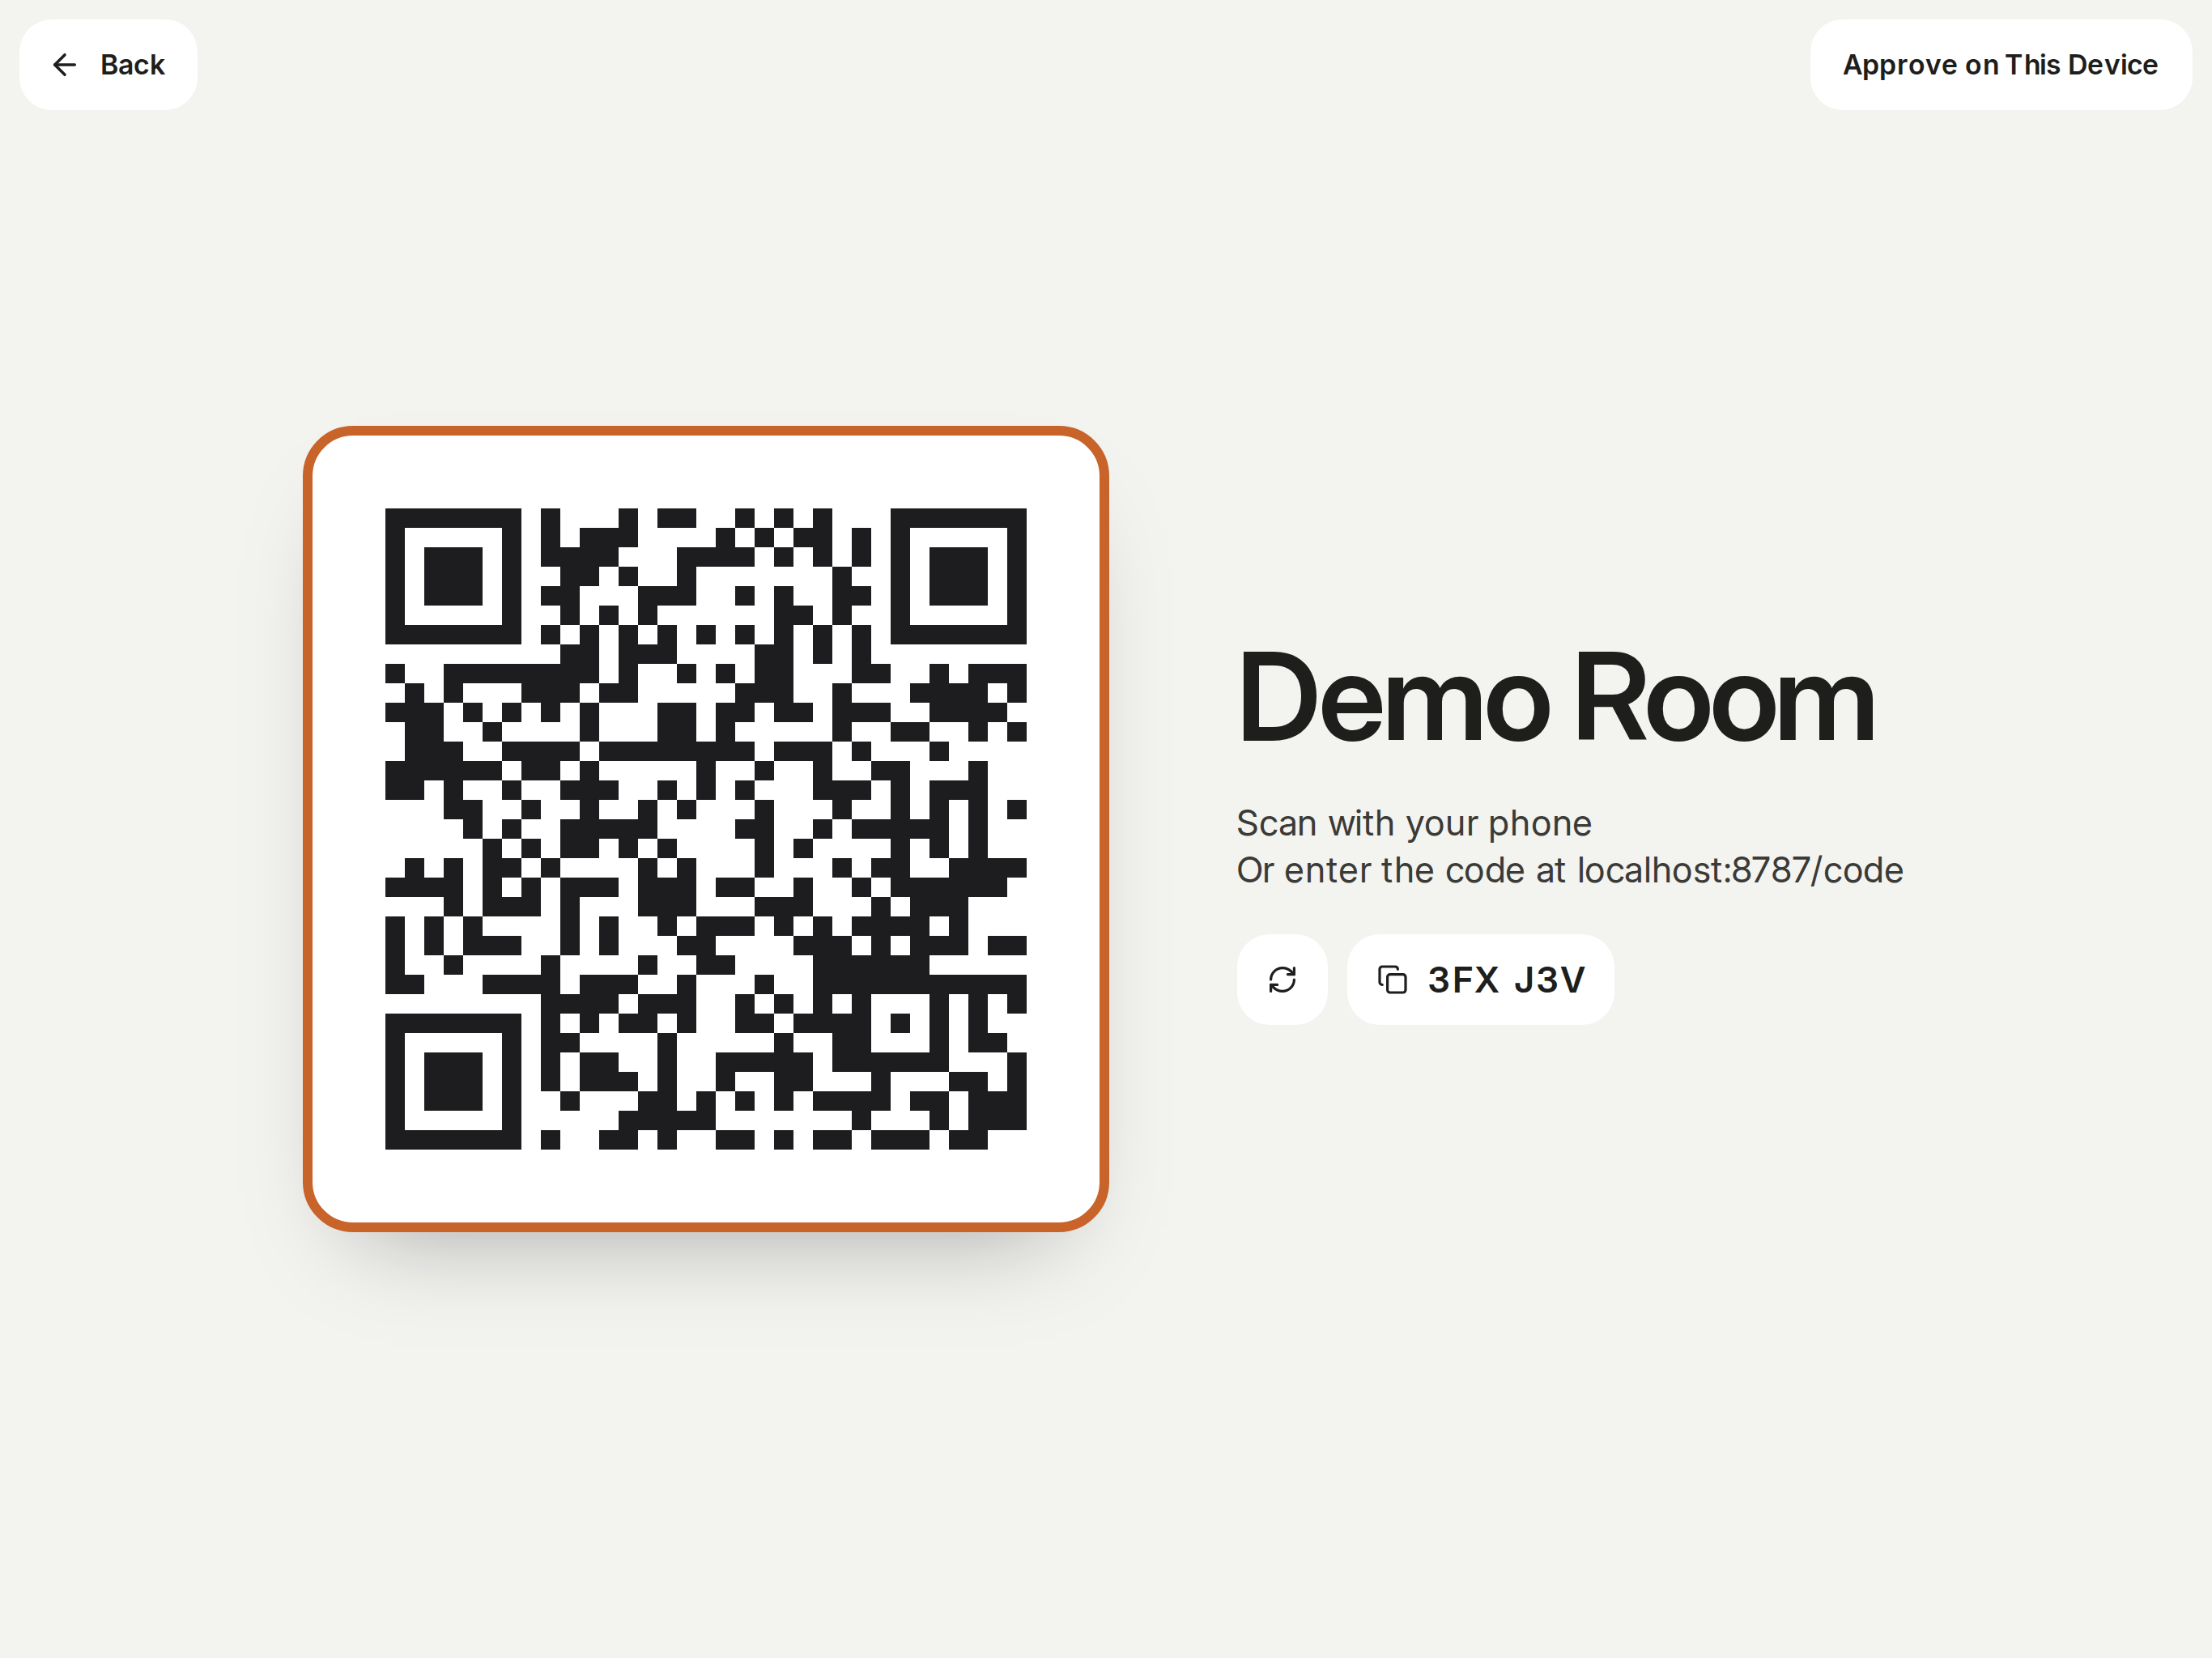 Back
Approve on This Device
Demo Room
Scan with your phone
Or enter the code at localhost:8787/code
3FX J3V